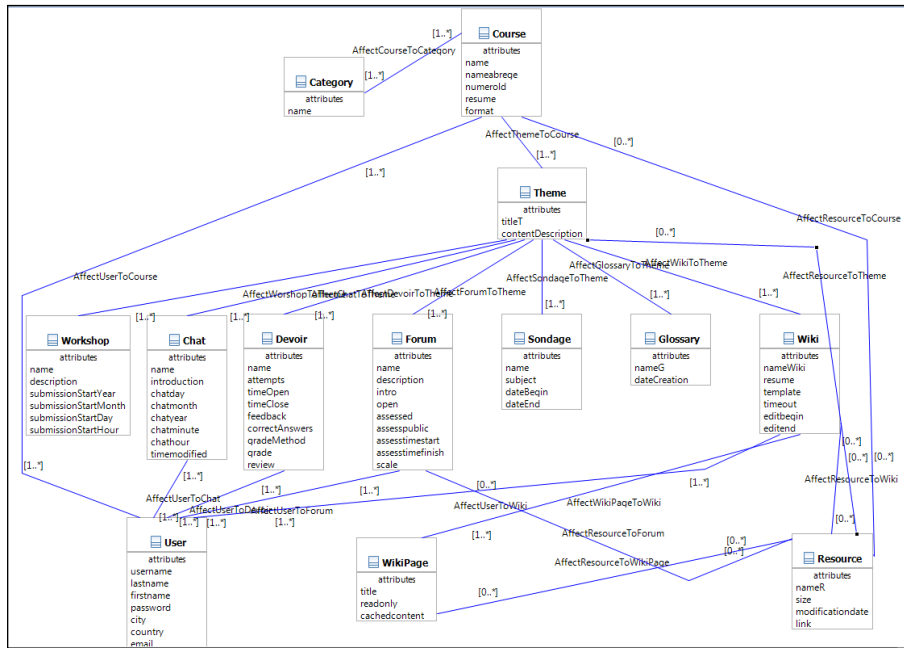 Course
attributes
name
nameabreqe
numerold
resume
format
[1..*]
AffectCourseToCategory
[1..*]
Category
attributes
name
AffectThemeToCourse
[0..*]
[1..*]
[1..*]
Theme
attributes
titleT
contentDescription
[0..*]
AffectResourceToCourse
AffectUserToCourse
AffectWorshopToTheme
AffectChatToTheme
AffectDevoirToTheme
AffectForumToTheme
AffectSondageToTheme
AffectGlossaryToTheme
AffectWikiToTheme
AffectResourceToTheme
[1..*]
[1..*]
[1..*]
[1..*]
[1..*]
[1..*]
[1..*]
Workshop
attributes
name
description
submissionStartYear
submissionStartMonth
submissionStartDay
submissionStartHour
Chat
attributes
name
introduction
chatday
chatmonth
chatyear
chatminute
chathour
timemodified
Devoir
attributes
name
attempts
timeOpen
timeClose
feedback
correctAnswers
qradeMethod
qrade
review
Forum
attributes
name
description
intro
open
assessed
assesspublic
assesstimestart
assesstimefinish
scale
Sondage
attributes
name
subject
dateBegin
dateEnd
Glossary
attributes
nameG
dateCreation
Wiki
attributes
nameWiki
resume
template
timeout
editbegin
editend
[1..*]
[1..*]
[1..*]
[1..*]
[0..*]
[1..*]
[0..*]
[0..*]
[0..*]
AffectResourceToWiki
AffectUserToChat
AffectUserToDevoir
AffectUserToForum
AffectUserToWiki
AffectWikiPageToWiki
[1..*]
[1..*]
[1..*]
[1..*]
[0..*]
[1..*]
AffectResourceToForum
[0..*]
[0..*]
AffectResourceToWikiPage
[0..*]
User
attributes
username
lastname
firstname
password
city
country
email
WikiPage
attributes
title
readonly
cachedcontent
Resource
attributes
nameR
size
modificationdate
link